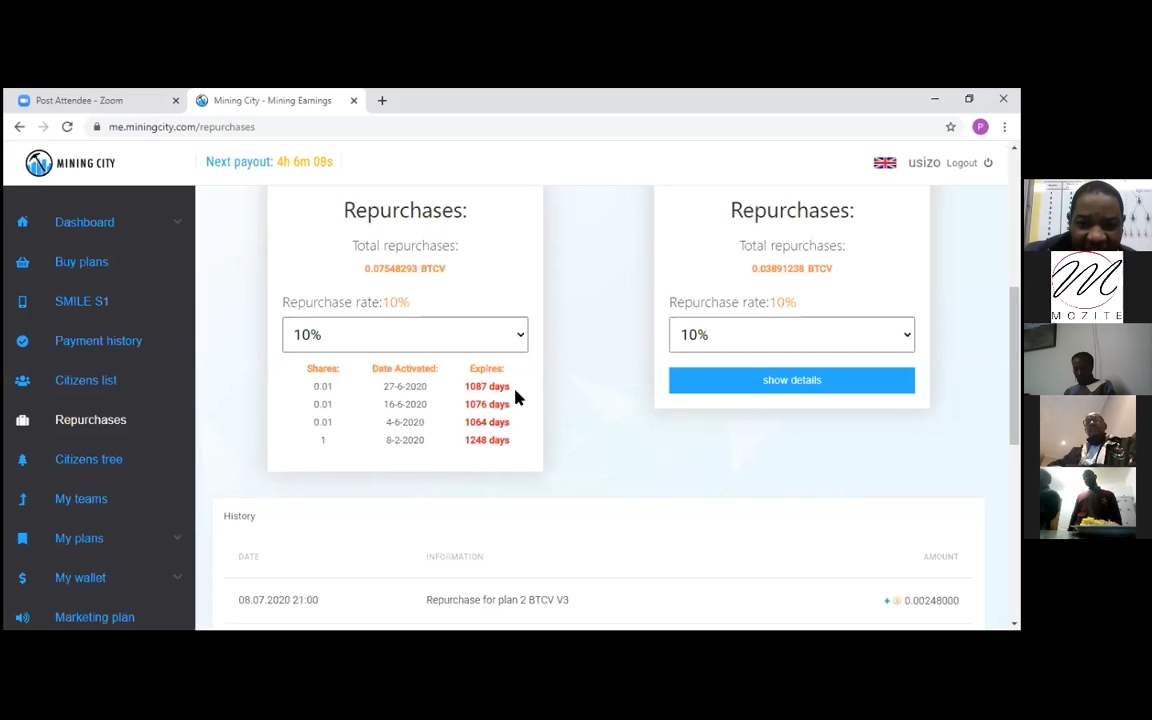 Post Attendee - Zoom
Mining City - Mining Earnings
me.miningcity.com/repurchases
P
MINING CITY
Next payout: 4h 6m 09s
usizo Logout
Dashboard
Buy plans
SMILE S1
Payment history
Citizens list
Repurchases
Citizens tree
My teams
My plans
My wallet
Marketing plan
Repurchases:
Total repurchases:
0.07548293 BTCV
Repurchase rate:10%
10%
Shares: Date Activated: Expires:
0.01 27-6-2020 1087 days
0.01 16-6-2020 1076 days
0.01 4-6-2020 1064 days
1 8-2-2020 1248 days
Repurchases:
Total repurchases:
0.03891238 BTCV
Repurchase rate:10%
10%
show details
History
DATE INFORMATION AMOUNT
08.07.2020 21:00 Repurchase for plan 2 BTCV V3 + 0.00248000
M
MOZITE